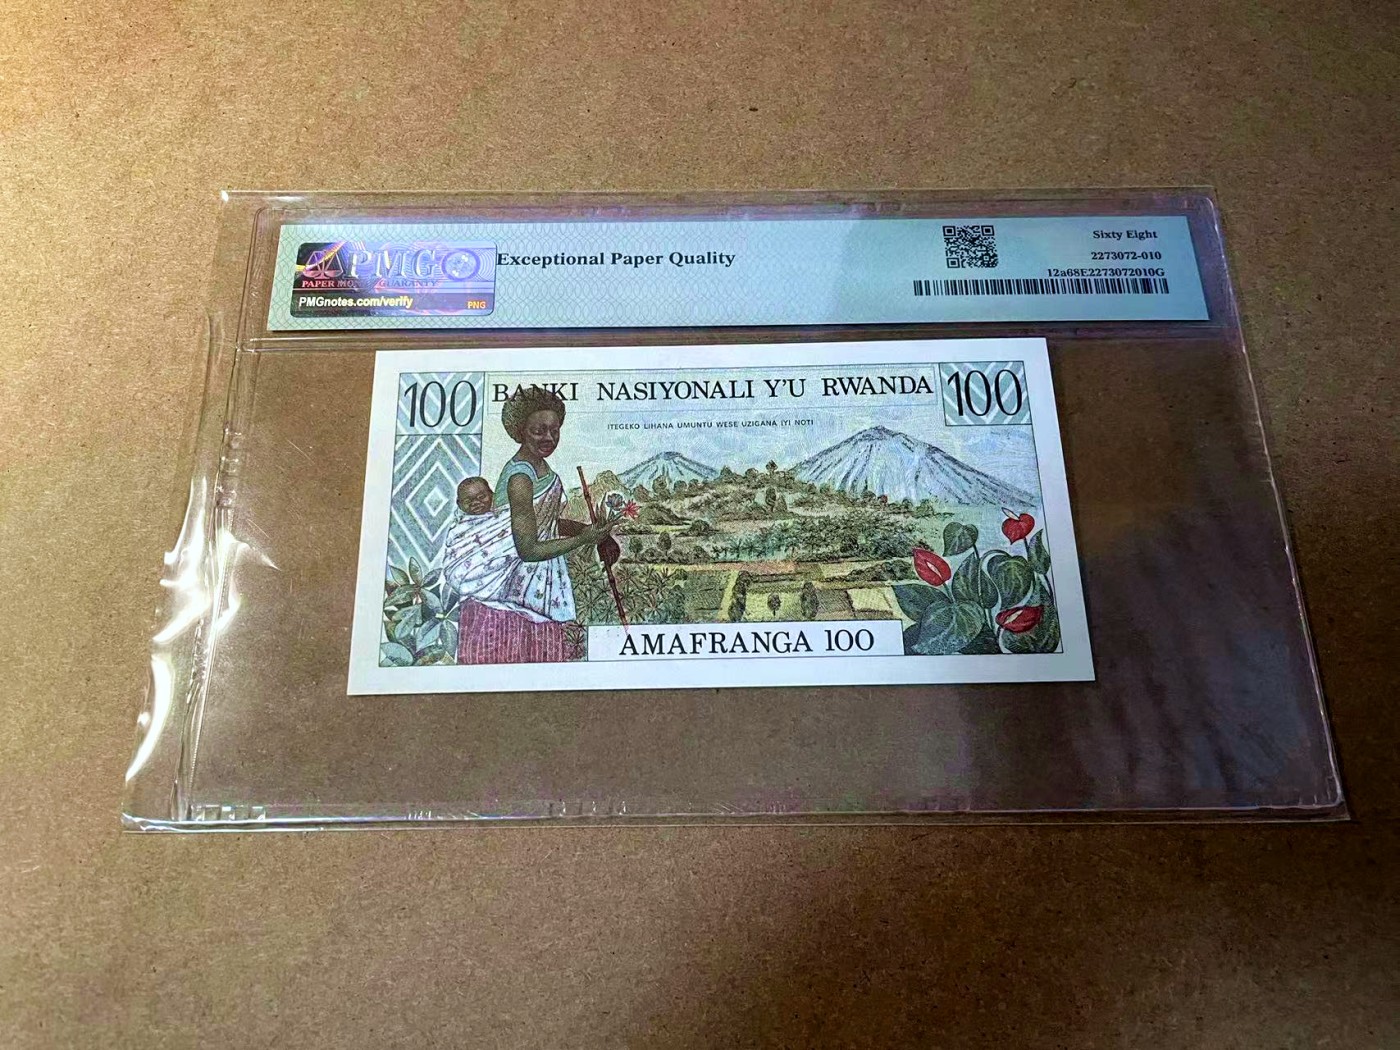 PMG
PAPER MONEY GUARANTY
PMGnotes.com/verify
PNG
Exceptional Paper Quality
Sixty Eight
2273072-010
12a68E2273072010G
100 BANKI NASIYONALI Y'U RWANDA 100
ITEGEKO LIHANA UMUNTU WESE UZIGANA IYI NOTI
AMAFRANGA 100